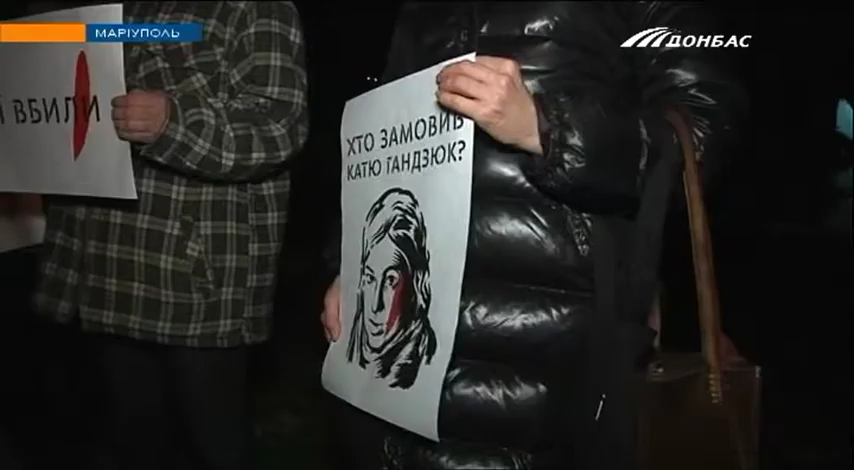 МАРІУПОЛЬ
ДОНБАС
ВБИЛИ
ХТО ЗАМОВИВ
КАТЮ ГАНДЗЮК?